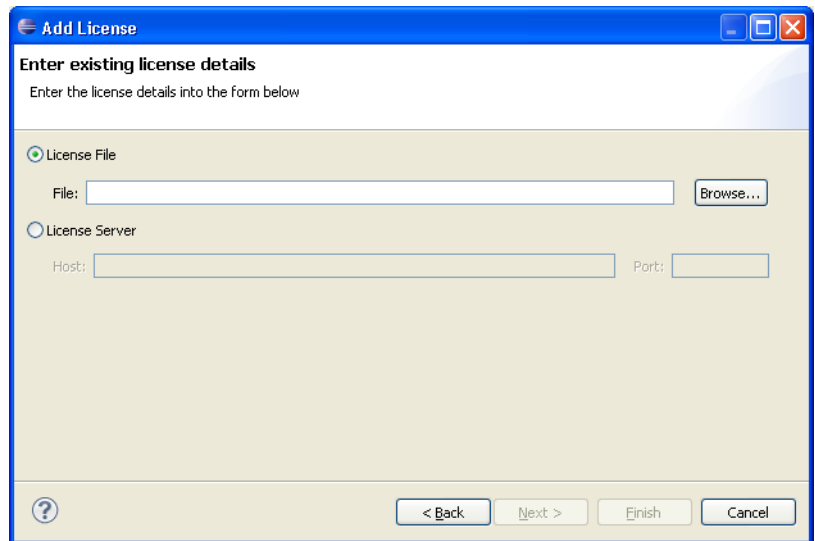 Add License
Enter existing license details
Enter the license details into the form below
License File
File: Browse...
License Server
Host: Port:
? < Back Next > Finish Cancel